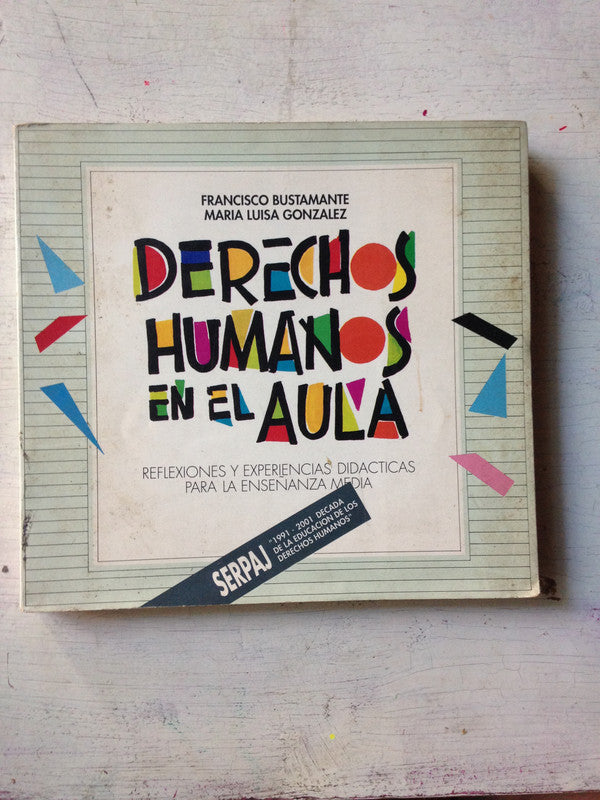 FRANCISCO BUSTAMANTE
MARIA LUISA GONZALEZ
DERECHOS
HUMANOS
EN EL AULA
REFLEXIONES Y EXPERIENCIAS DIDACTICAS
PARA LA ENSEÑANZA MEDIA
SERPAJ
"1991 - 2001 DECADA
DE LA EDUCACION DE LOS
DERECHOS HUMANOS"